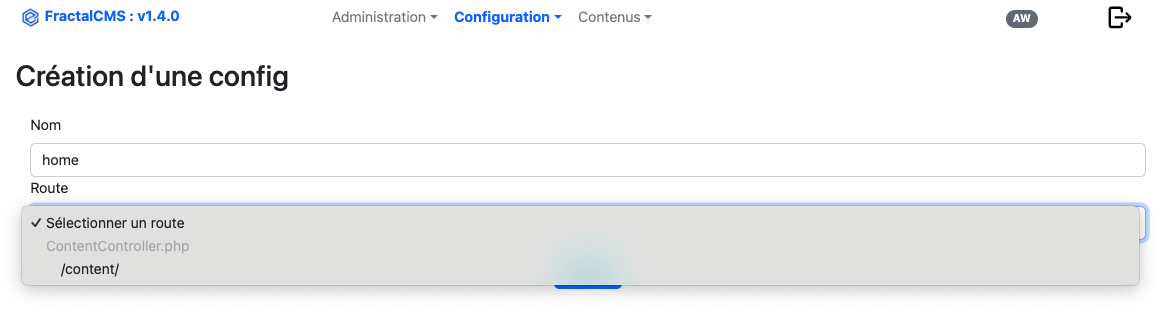 FractalCMS : v1.4.0 Administration Configuration Contenus AW
Création d'une config
Nom
home
Route
✓ Sélectionner un route
ContentController.php
/content/